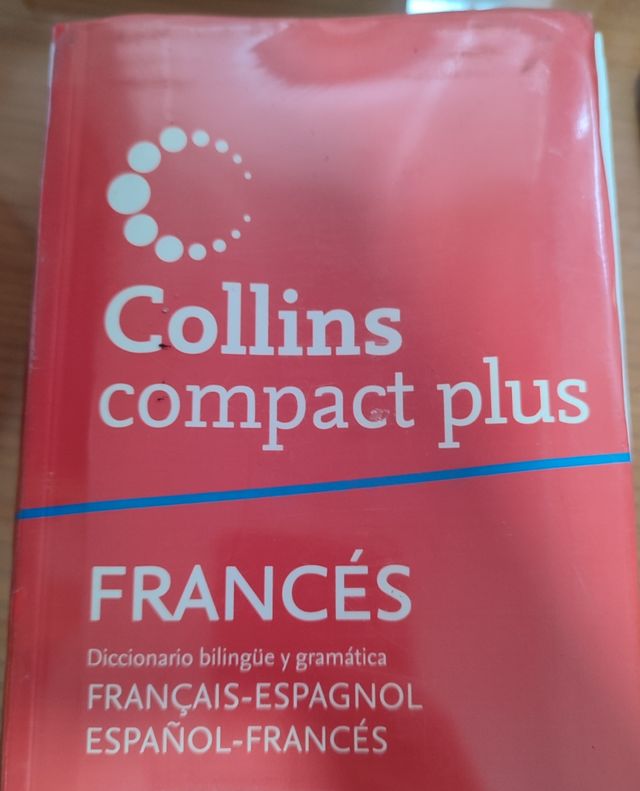 Collins
compact plus
FRANCÉS
Diccionario bilingüe y gramática
FRANÇAIS-ESPAGNOL
ESPAÑOL-FRANCÉS